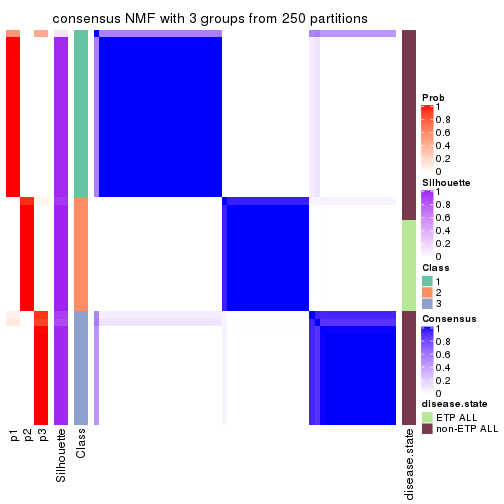 consensus NMF with 3 groups from 250 partitions
Prob
1
0.8
0.6
0.4
0.2
0
Silhouette
1
0.8
0.6
0.4
0.2
0
Class
1
2
3
Consensus
1
0.8
0.6
0.4
0.2
0
disease.state
ETP ALL
non-ETP ALL
p1
p2
p3
Silhouette
Class
disease.state